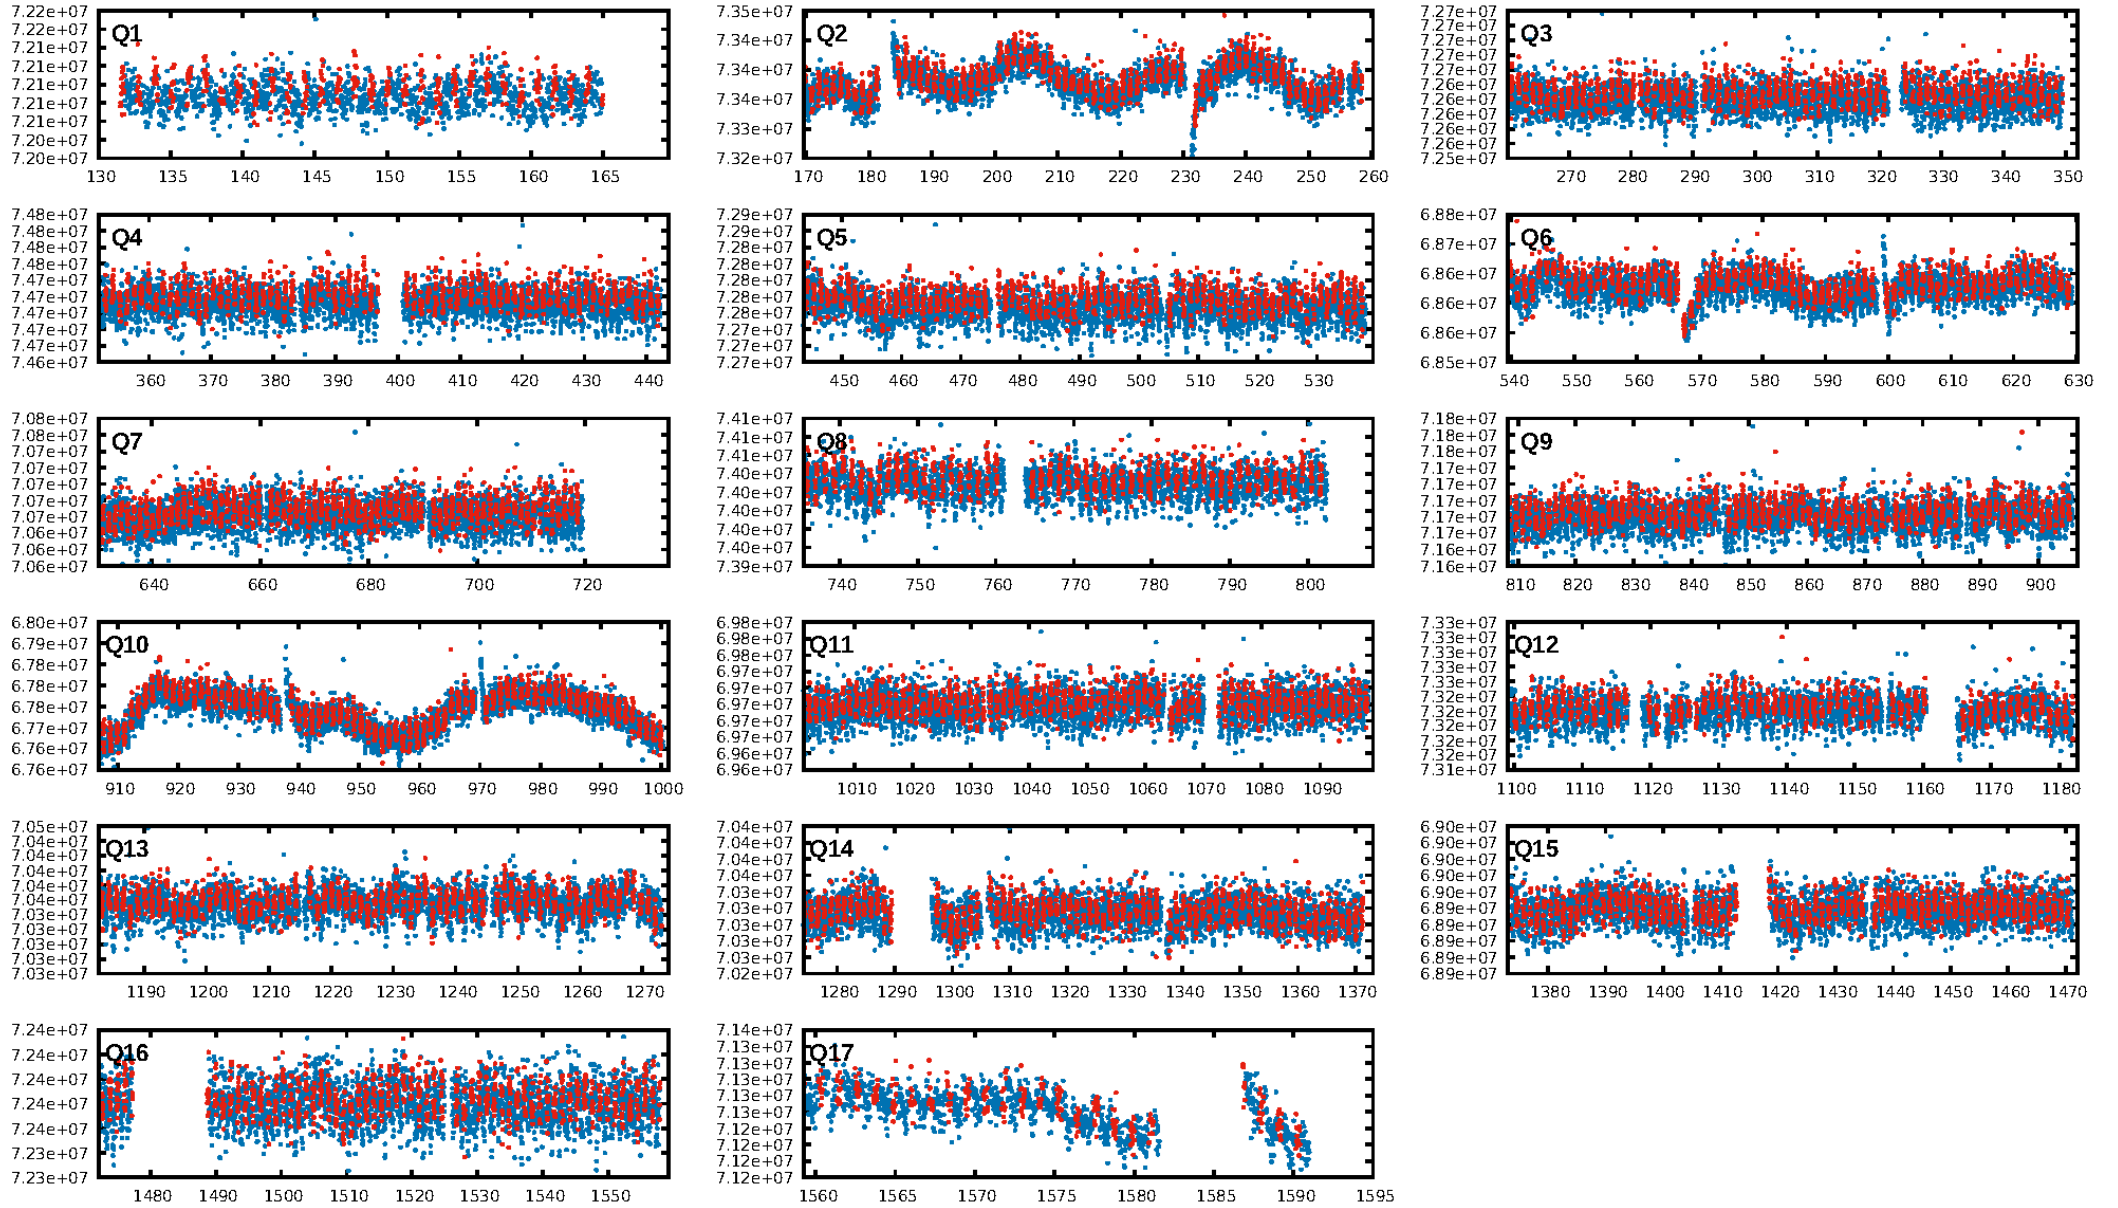 7.22e+07
7.22e+07
7.21e+07
7.21e+07
7.21e+07
7.21e+07
7.21e+07
7.20e+07
7.20e+07
Q1
130 135 140 145 150 155 160 165
7.35e+07
7.34e+07
7.34e+07
7.34e+07
7.33e+07
7.32e+07
Q2
170 180 190 200 210 220 230 240 250 260
7.27e+07
7.27e+07
7.27e+07
7.27e+07
7.27e+07
7.26e+07
7.26e+07
7.26e+07
7.26e+07
7.26e+07
7.25e+07
Q3
270 280 290 300 310 320 330 340 350
7.48e+07
7.48e+07
7.48e+07
7.48e+07
7.47e+07
7.47e+07
7.47e+07
7.47e+07
7.47e+07
7.46e+07
Q4
360 370 380 390 400 410 420 430 440
7.29e+07
7.29e+07
7.28e+07
7.28e+07
7.28e+07
7.28e+07
7.28e+07
7.27e+07
7.27e+07
7.27e+07
Q5
450 460 470 480 490 500 510 520 530
6.88e+07
6.87e+07
6.86e+07
6.86e+07
6.86e+07
6.85e+07
Q6
540 550 560 570 580 590 600 610 620 630
7.08e+07
7.08e+07
7.07e+07
7.07e+07
7.07e+07
7.07e+07
7.07e+07
7.06e+07
7.06e+07
7.06e+07
Q7
640 660 680 700 720
7.41e+07
7.41e+07
7.41e+07
7.40e+07
7.40e+07
7.40e+07
7.40e+07
7.40e+07
7.39e+07
Q8
740 750 760 770 780 790 800
7.18e+07
7.18e+07
7.18e+07
7.17e+07
7.17e+07
7.17e+07
7.17e+07
7.17e+07
7.16e+07
7.16e+07
Q9
810 820 830 840 850 860 870 880 890 900
6.80e+07
6.79e+07
6.78e+07
6.78e+07
6.78e+07
6.77e+07
6.76e+07
6.76e+07
Q10
910 920 930 940 950 960 970 980 990 1000
6.98e+07
6.98e+07
6.98e+07
6.97e+07
6.97e+07
6.97e+07
6.97e+07
6.97e+07
6.96e+07
6.96e+07
Q11
1010 1020 1030 1040 1050 1060 1070 1080 1090
7.33e+07
7.33e+07
7.33e+07
7.33e+07
7.33e+07
7.32e+07
7.32e+07
7.32e+07
7.32e+07
7.32e+07
7.31e+07
Q12
1100 1110 1120 1130 1140 1150 1160 1170 1180
7.05e+07
7.04e+07
7.04e+07
7.04e+07
7.04e+07
7.04e+07
7.03e+07
7.03e+07
7.03e+07
7.03e+07
7.03e+07
Q13
1190 1200 1210 1220 1230 1240 1250 1260 1270
7.04e+07
7.04e+07
7.04e+07
7.04e+07
7.03e+07
7.03e+07
7.03e+07
7.03e+07
7.03e+07
7.02e+07
Q14
1280 1290 1300 1310 1320 1330 1340 1350 1360 1370
6.90e+07
6.90e+07
6.90e+07
6.90e+07
6.90e+07
6.89e+07
6.89e+07
6.89e+07
6.89e+07
6.89e+07
Q15
1380 1390 1400 1410 1420 1430 1440 1450 1460 1470
7.24e+07
7.24e+07
7.24e+07
7.24e+07
7.24e+07
7.23e+07
7.23e+07
Q16
1480 1490 1500 1510 1520 1530 1540 1550
7.14e+07
7.13e+07
7.13e+07
7.13e+07
7.13e+07
7.13e+07
7.12e+07
7.12e+07
7.12e+07
7.12e+07
Q17
1560 1565 1570 1575 1580 1585 1590 1595